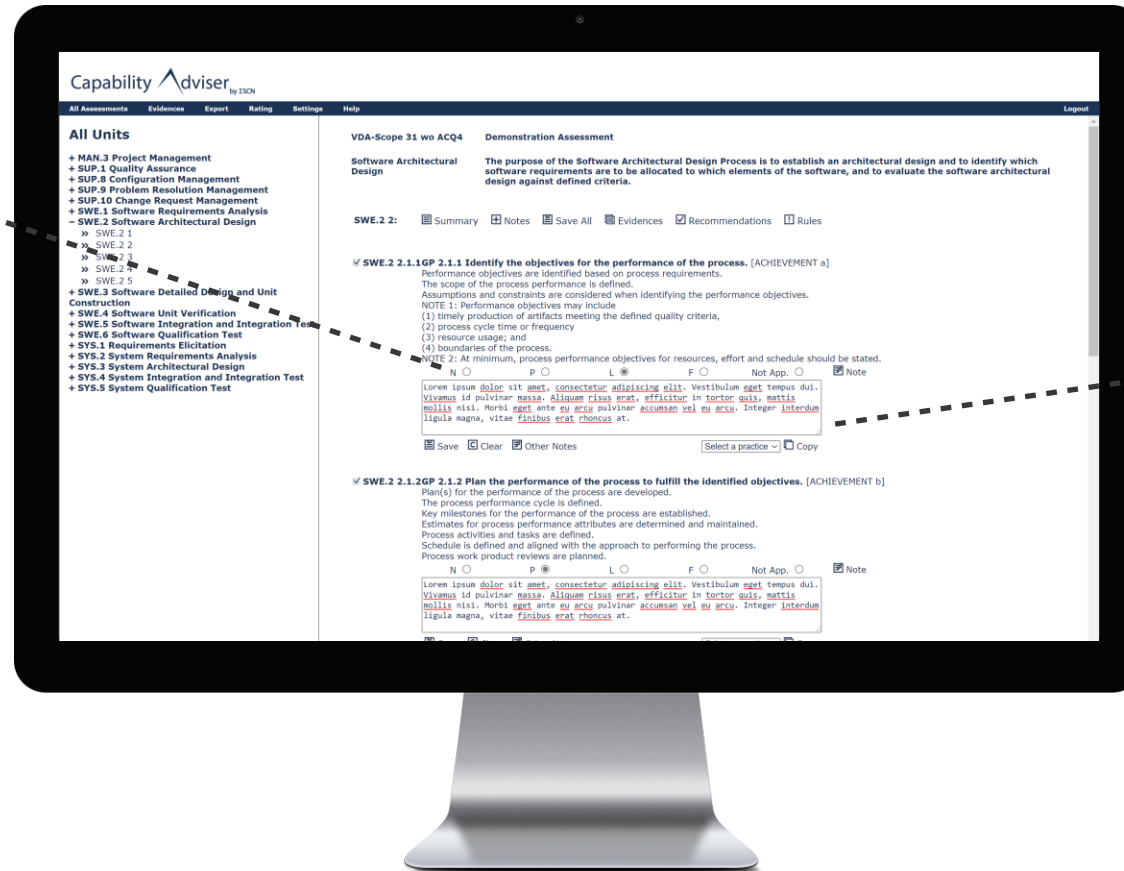 Capability Adviser by ISCN
All Assessments Evidences Export Rating Settings Help Logout
All Units
+ MAN.3 Project Management
+ SUP.1 Quality Assurance
+ SUP.8 Configuration Management
+ SUP.9 Problem Resolution Management
+ SUP.10 Change Request Management
+ SWE.1 Software Requirements Analysis
− SWE.2 Software Architectural Design
» SWE.2 1
» SWE.2 2
» SWE.2 3
» SWE.2 4
» SWE.2 5
+ SWE.3 Software Detailed Design and Unit
Construction
+ SWE.4 Software Unit Verification
+ SWE.5 Software Integration and Integration Test
+ SWE.6 Software Qualification Test
+ SYS.1 Requirements Elicitation
+ SYS.2 System Requirements Analysis
+ SYS.3 System Architectural Design
+ SYS.4 System Integration and Integration Test
+ SYS.5 System Qualification Test
VDA-Scope 31 wo ACQ4 Demonstration Assessment
Software Architectural
Design
The purpose of the Software Architectural Design Process is to establish an architectural design and to identify which
software requirements are to be allocated to which elements of the software, and to evaluate the software architectural
design against defined criteria.
SWE.2 2: Summary Notes Save All Evidences Recommendations Rules
SWE.2 2.1.1 GP 2.1.1 Identify the objectives for the performance of the process. [ACHIEVEMENT a]
Performance objectives are identified based on process requirements.
The scope of the process performance is defined.
Assumptions and constraints are considered when identifying the performance objectives.
NOTE 1: Performance objectives may include
(1) timely production of artifacts meeting the defined quality criteria,
(2) process cycle time or frequency
(3) resource usage; and
(4) boundaries of the process.
NOTE 2: At minimum, process performance objectives for resources, effort and schedule should be stated.
N P L F Not App. Note
Lorem ipsum dolor sit amet, consectetur adipiscing elit. Vestibulum eget tempus dui.
Vivamus id pulvinar massa. Aliquam risus erat, efficitur in tortor quis, mattis
mollis nisi. Morbi eget ante eu arcu pulvinar accumsan vel eu arcu. Integer interdum
ligula magna, vitae finibus erat rhoncus at.
Save Clear Other Notes Select a practice Copy
SWE.2 2.1.2 GP 2.1.2 Plan the performance of the process to fulfill the identified objectives. [ACHIEVEMENT b]
Plan(s) for the performance of the process are developed.
The process performance cycle is defined.
Key milestones for the performance of the process are established.
Estimates for process performance attributes are determined and maintained.
Process activities and tasks are defined.
Schedule is defined and aligned with the approach to performing the process.
Process work product reviews are planned.
N P L F Not App. Note
Lorem ipsum dolor sit amet, consectetur adipiscing elit. Vestibulum eget tempus dui.
Vivamus id pulvinar massa. Aliquam risus erat, efficitur in tortor quis, mattis
mollis nisi. Morbi eget ante eu arcu pulvinar accumsan vel eu arcu. Integer interdum
ligula magna, vitae finibus erat rhoncus at.